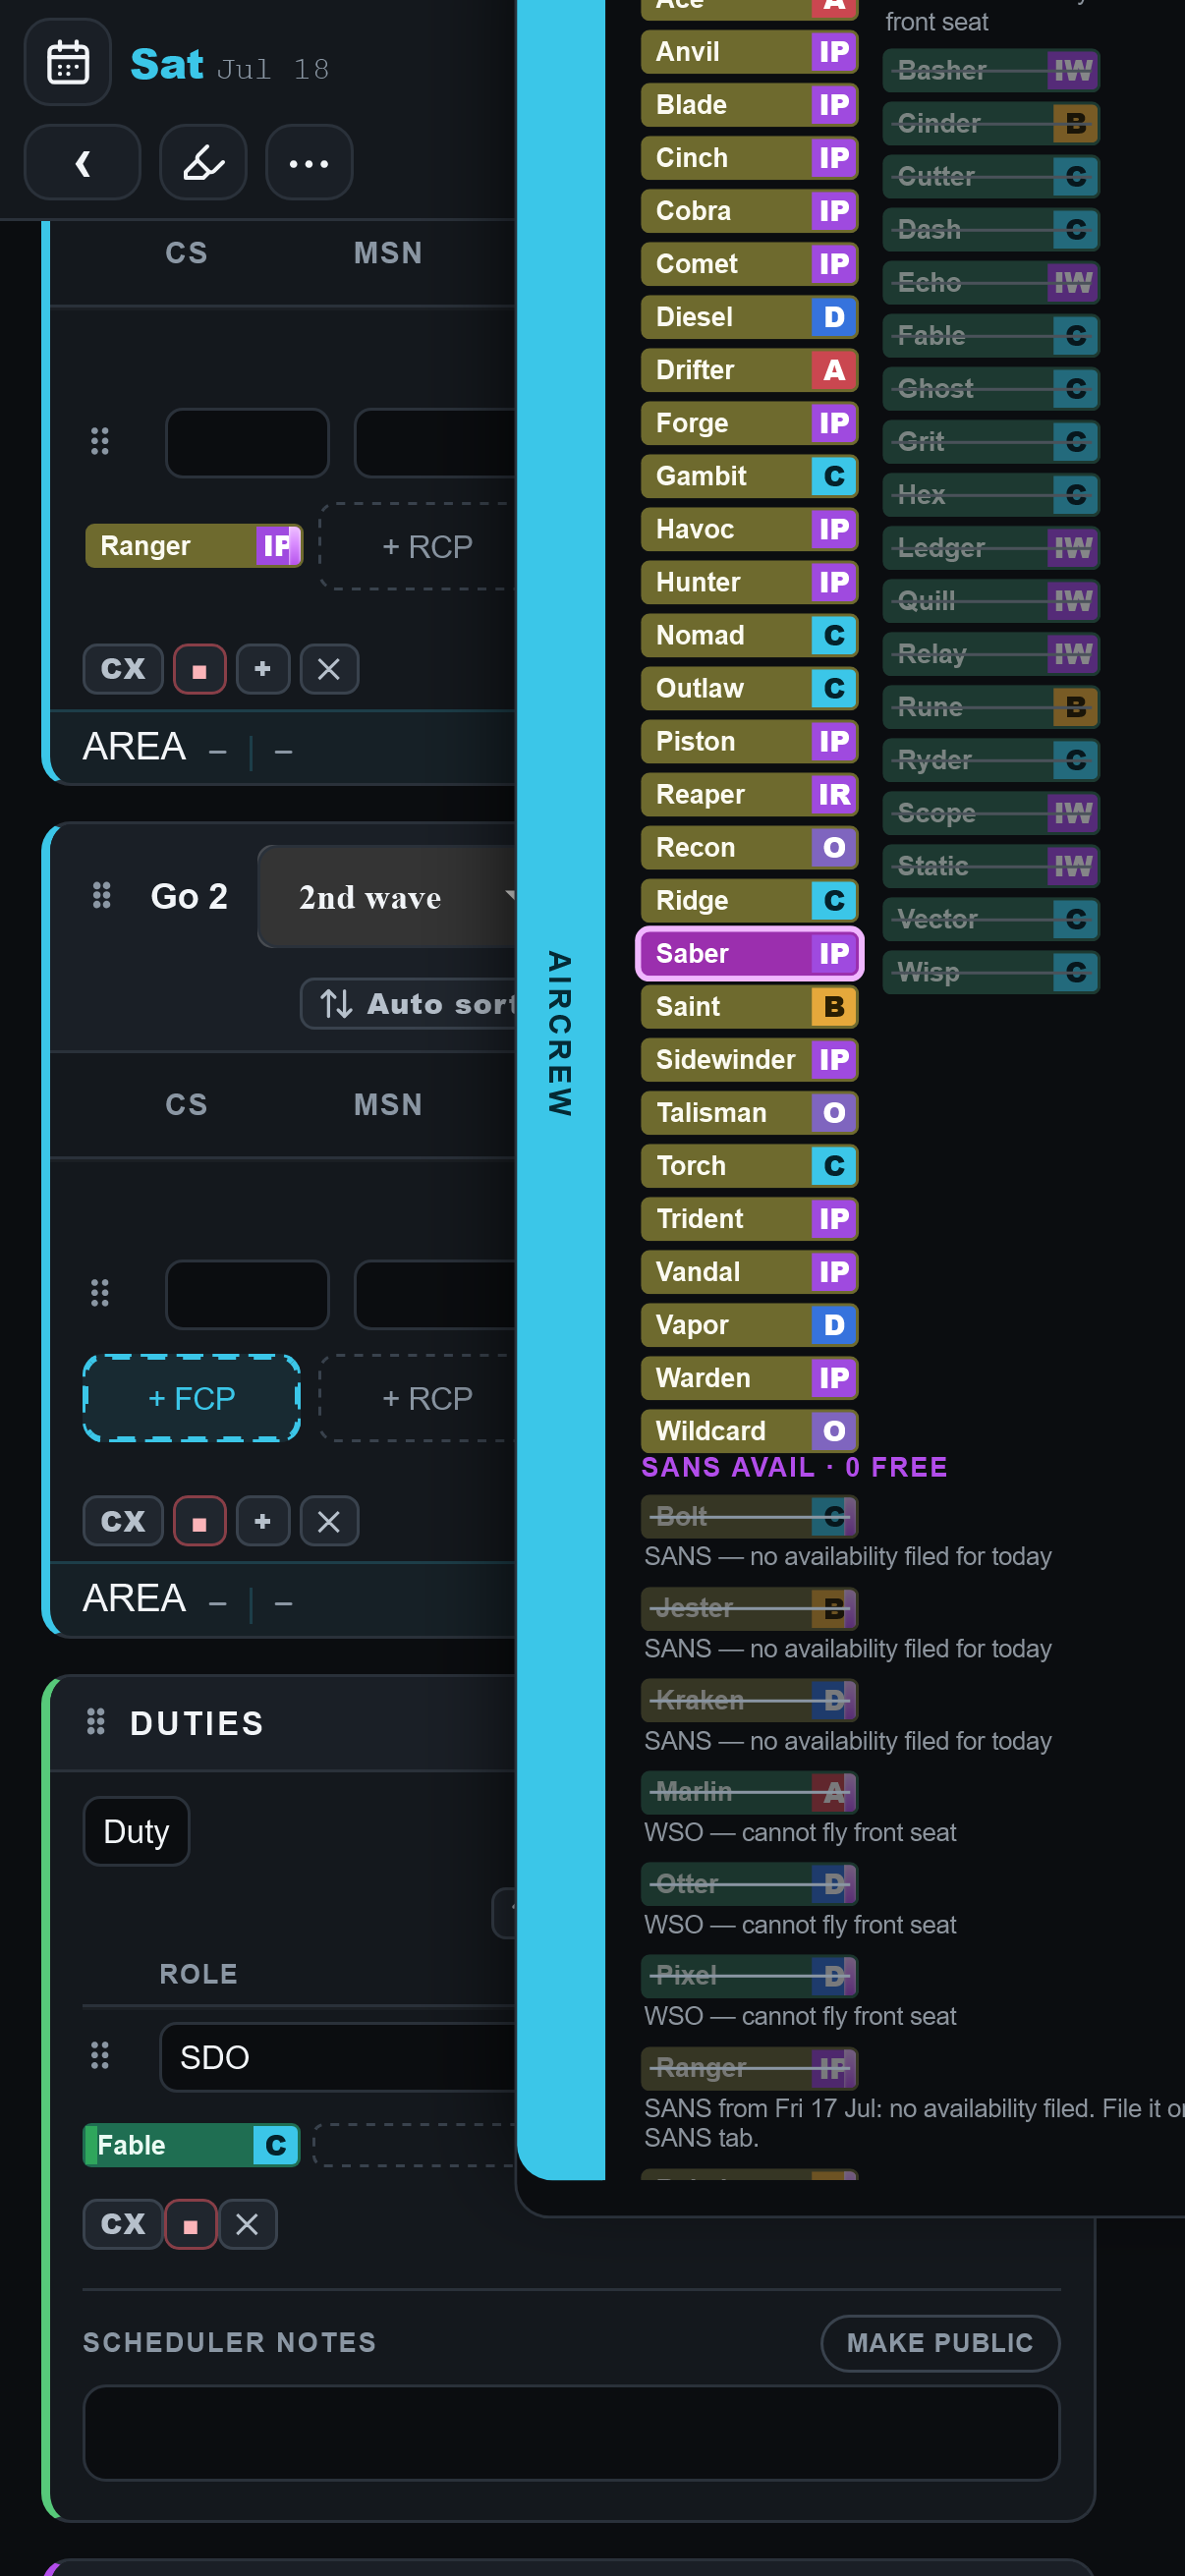 Sat Jul 18
CS MSN
Ranger IP + RCP
CX +
AREA – | –
Go 2 2nd wave
Auto sort
CS MSN
+ FCP + RCP
CX +
AREA – | –
DUTIES
Duty
ROLE
SDO
Fable C
CX
SCHEDULER NOTES MAKE PUBLIC
AIRCREW
Ace A
Anvil IP
Blade IP
Cinch IP
Cobra IP
Comet IP
Diesel D
Drifter A
Forge IP
Gambit C
Havoc IP
Hunter IP
Nomad C
Outlaw C
Piston IP
Reaper IR
Recon O
Ridge C
Saber IP
Saint B
Sidewinder IP
Talisman O
Torch C
Trident IP
Vandal IP
Vapor D
Warden IP
Wildcard O
front seat
Basher IW
Cinder B
Cutter C
Dash C
Echo IW
Fable C
Ghost C
Grit C
Hex C
Ledger IW
Quill IW
Relay IW
Rune B
Ryder C
Scope IW
Static IW
Vector C
Wisp C
SANS AVAIL · 0 FREE
Bolt C
SANS — no availability filed for today
Jester B
SANS — no availability filed for today
Kraken D
SANS — no availability filed for today
Marlin A
WSO — cannot fly front seat
Otter D
WSO — cannot fly front seat
Pixel D
WSO — cannot fly front seat
Ranger IP
SANS from Fri 17 Jul: no availability filed. File it
SANS tab.